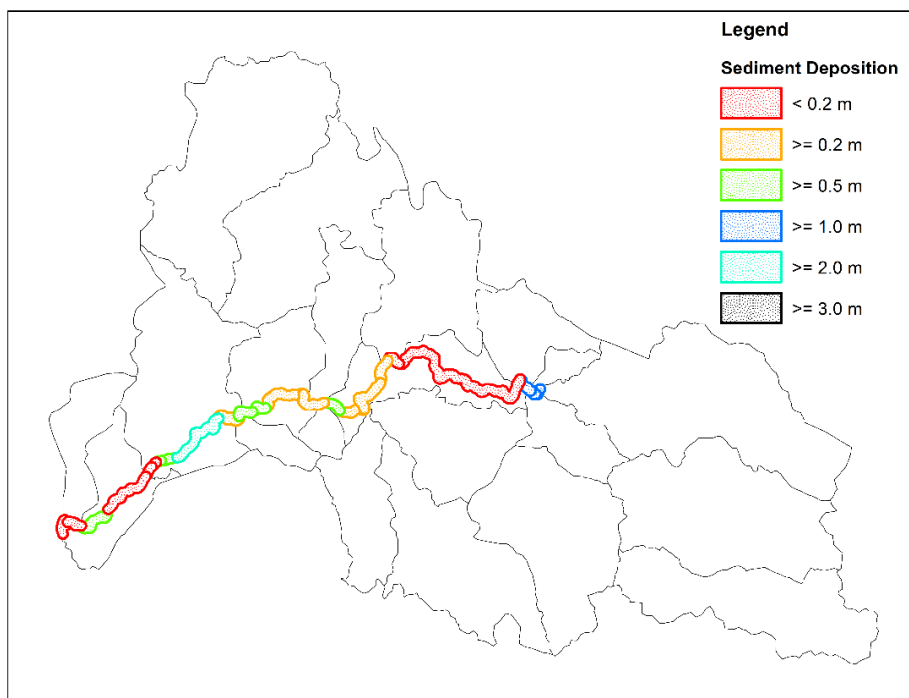 Legend
Sediment Deposition
< 0.2 m
>= 0.2 m
>= 0.5 m
>= 1.0 m
>= 2.0 m
>= 3.0 m